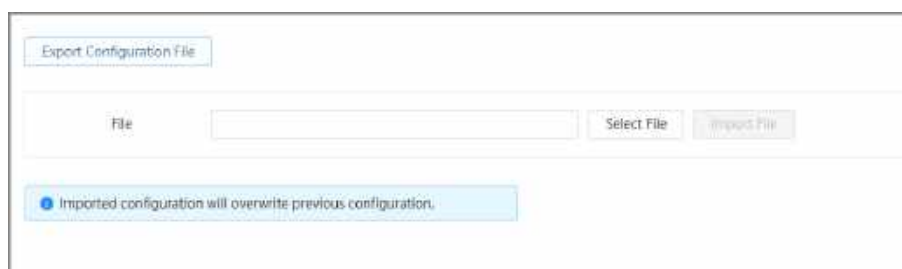 Export Configuration File
File Select File Import File
Imported configuration will overwrite previous configuration.